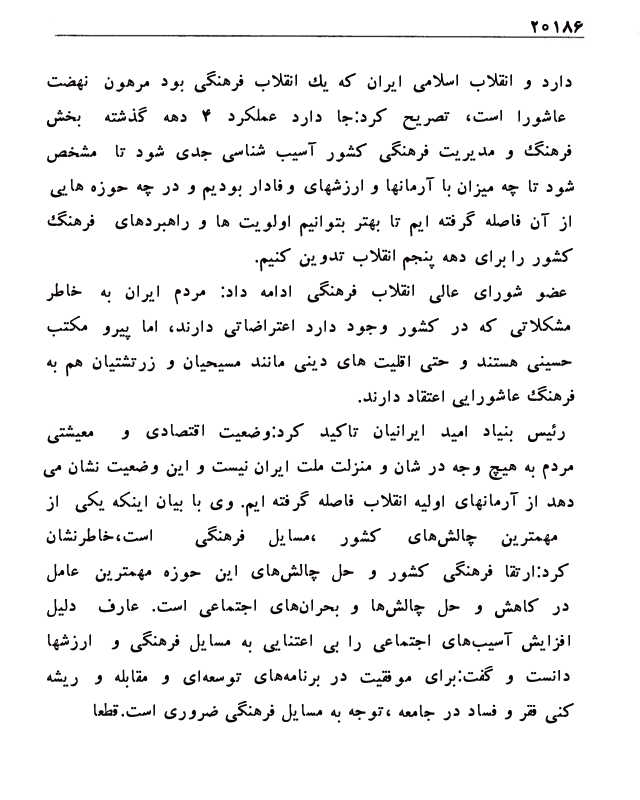 ۲۰۱۸۶
دارد و انقلاب اسلامی ایران که یك انقلاب فرهنگی بود مرهون نهضت
عاشورا است، تصریح کرد:جا دارد عملکرد ۴ دهه گذشته بخش
فرهنگ و مدیریت فرهنگی کشور آسیب شناسی جدی شود تا مشخص
شود تا چه میزان با آرمانها و ارزشهای وفادار بودیم و در چه حوزه هایی
از آن فاصله گرفته ایم تا بهتر بتوانیم اولویت ها و راهبردهای فرهنگ
کشور را برای دهه پنجم انقلاب تدوین کنیم.
عضو شورای عالی انقلاب فرهنگی ادامه داد: مردم ایران به خاطر
مشکلاتی که در کشور وجود دارد اعتراضاتی دارند، اما پیرو مکتب
حسینی هستند و حتی اقلیت های دینی مانند مسیحیان و زرتشتیان هم به
فرهنگ عاشورایی اعتقاد دارند.
رئیس بنیاد امید ایرانیان تاکید کرد:وضعیت اقتصادی و معیشتی
مردم به هیچ وجه در شان و منزلت ملت ایران نیست و این وضعیت نشان می
دهد از آرمانهای اولیه انقلاب فاصله گرفته ایم. وی با بیان اینکه یکی از
مهمترین چالش‌های کشور ،مسایل فرهنگی است،خاطرنشان
کرد:ارتقا فرهنگی کشور و حل چالش‌های این حوزه مهمترین عامل
در کاهش و حل چالش‌ها و بحران‌های اجتماعی است. عارف دلیل
افزایش آسیب‌های اجتماعی را بی اعتنایی به مسایل فرهنگی و ارزشها
دانست و گفت:برای موفقیت در برنامه‌های توسعه‌ای و مقابله و ریشه
کنی فقر و فساد در جامعه ،توجه به مسایل فرهنگی ضروری است.قطعا